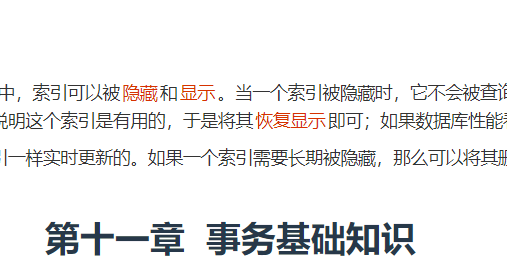 中，索引可以被隐藏和显示。当一个索引被隐藏时，它不会被查询
说明这个索引是有用的，于是将其恢复显示即可；如果数据库性能看
引一样实时更新的。如果一个索引需要长期被隐藏，那么可以将其删
第十一章 事务基础知识